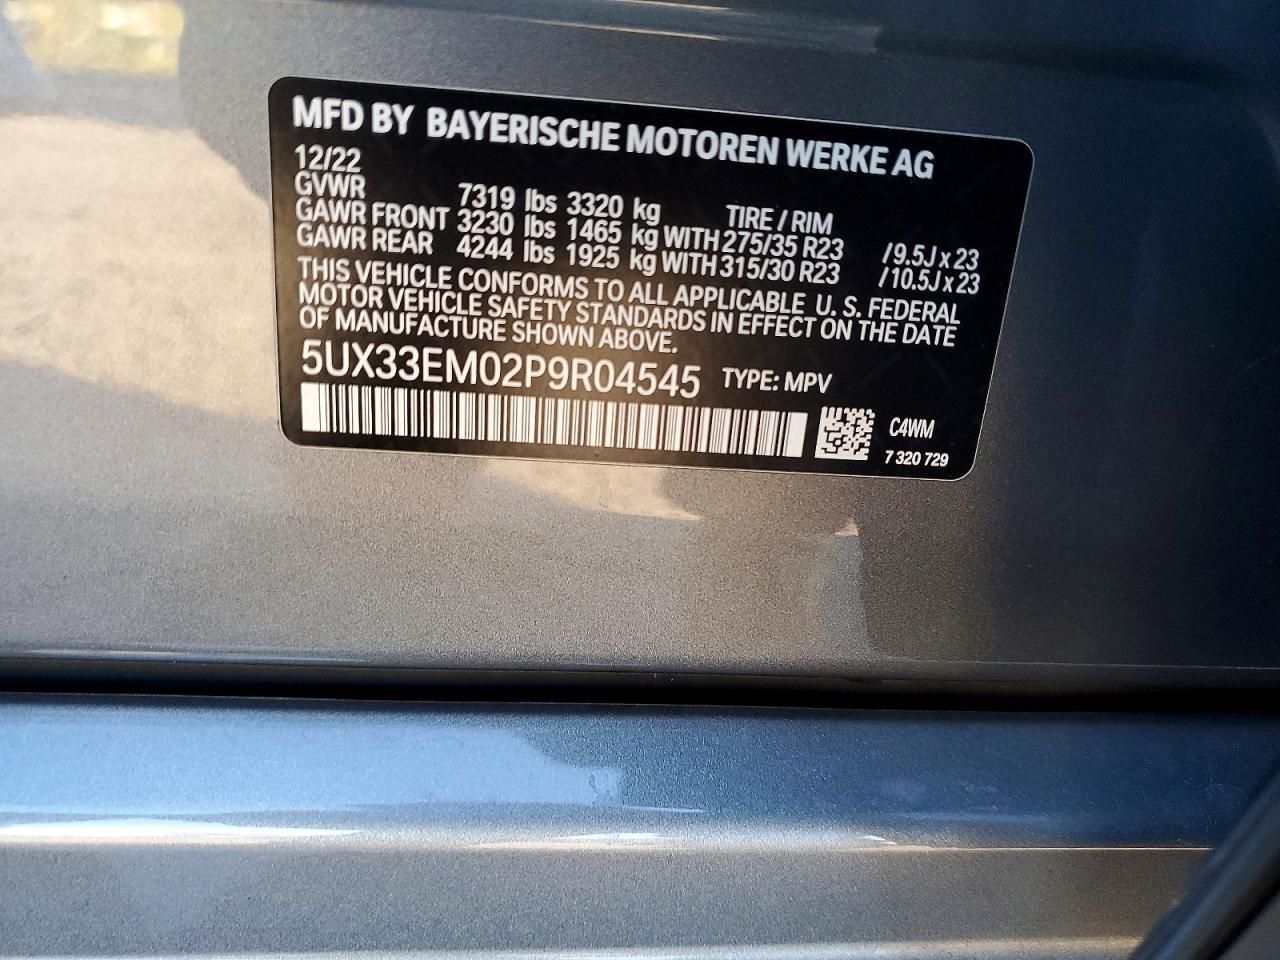 MFD BY BAYERISCHE MOTOREN WERKE AG
12/22
GVWR 7319 lbs 3320 kg TIRE / RIM
GAWR FRONT 3230 lbs 1465 kg WITH 275/35 R23 /9.5J x 23
GAWR REAR 4244 lbs 1925 kg WITH 315/30 R23 /10.5J x 23
THIS VEHICLE CONFORMS TO ALL APPLICABLE U. S. FEDERAL
MOTOR VEHICLE SAFETY STANDARDS IN EFFECT ON THE DATE
OF MANUFACTURE SHOWN ABOVE.
5UX33EM02P9R04545 TYPE: MPV
C4WM
7 320 729